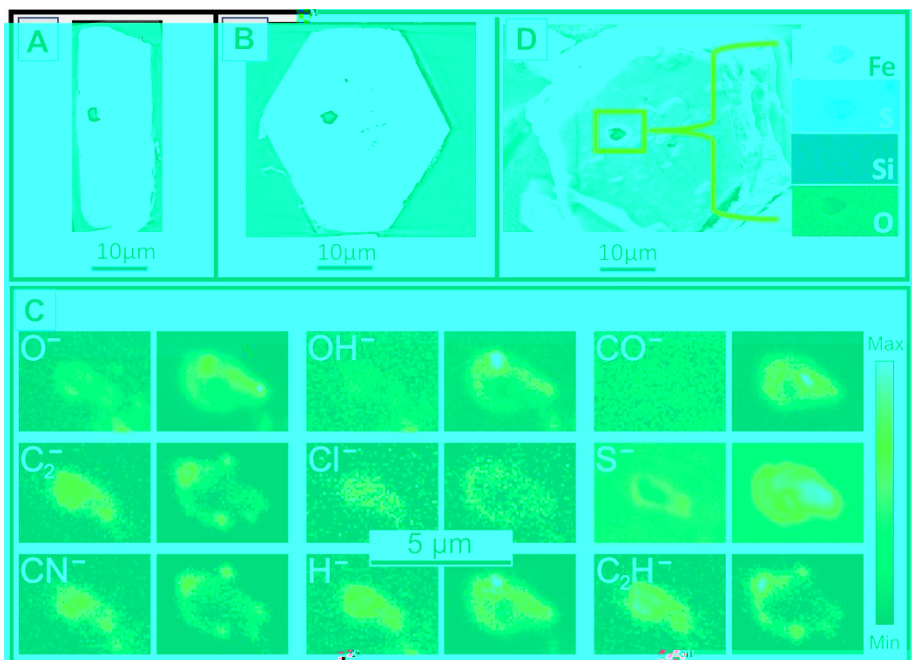 A
B
D
Fe
S
Si
O
10µm
10µm
10µm
C
O⁻
OH⁻
CO⁻
Max
C₂⁻
Cl⁻
S⁻
5 µm
CN⁻
H⁻
C₂H⁻
Min